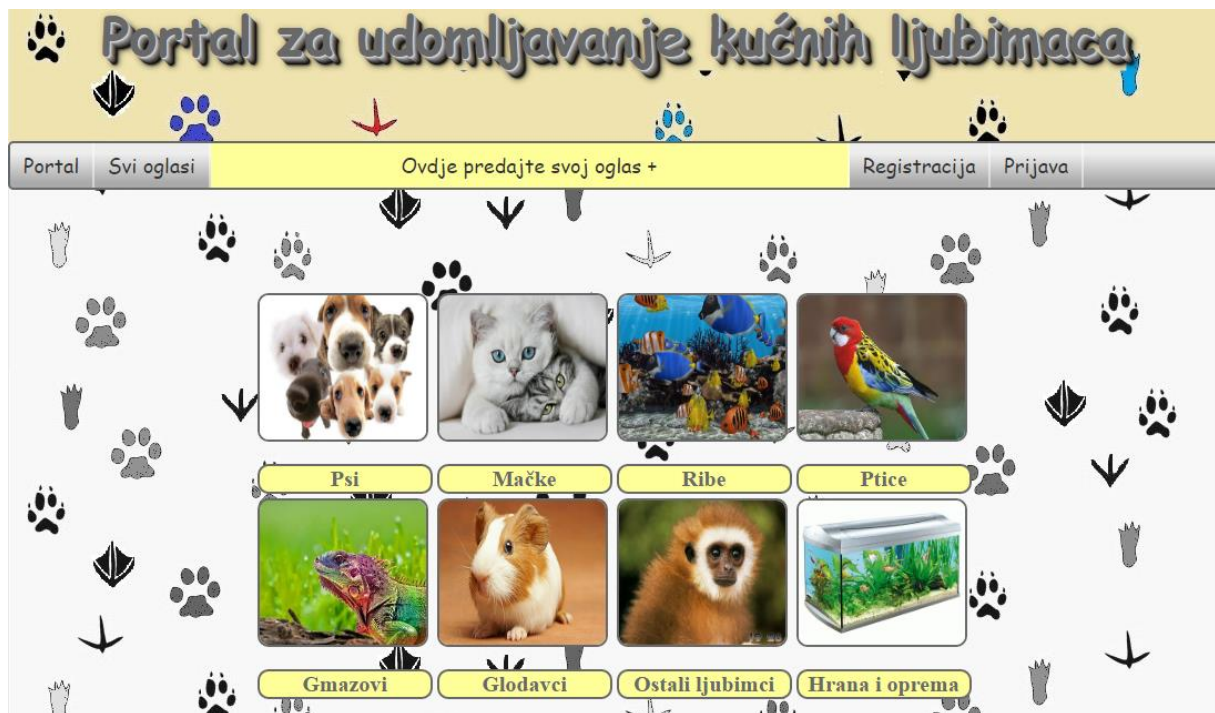 Portal za udomljavanje kućnih ljubimaca
Portal Svi oglasi Ovdje predajte svoj oglas + Registracija Prijava
Psi Mačke Ribe Ptice
Gmazovi Glodavci Ostali ljubimci Hrana i oprema